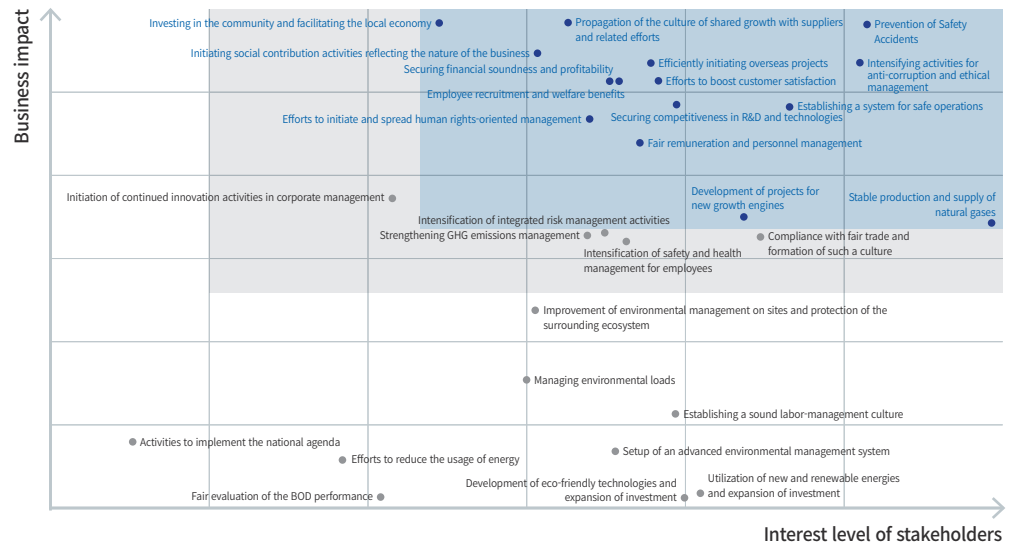 Business impact
Investing in the community and facilitating the local economy
Propagation of the culture of shared growth with suppliers
and related efforts
Prevention of Safety
Accidents
Initiating social contribution activities reflecting the nature of the business
Securing financial soundness and profitability
Efficiently initiating overseas projects
Intensifying activities for
anti-corruption and ethical
management
Efforts to boost customer satisfaction
Employee recruitment and welfare benefits
Establishing a system for safe operations
Efforts to initiate and spread human rights-oriented management
Securing competitiveness in R&D and technologies
Fair remuneration and personnel management
Initiation of continued innovation activities in corporate management
Development of projects for
new growth engines
Stable production and supply of
natural gases
Intensification of integrated risk management activities
Strengthening GHG emissions management
Compliance with fair trade and
formation of such a culture
Intensification of safety and health
management for employees
Improvement of environmental management on sites and protection of the
surrounding ecosystem
Managing environmental loads
Establishing a sound labor-management culture
Activities to implement the national agenda
Setup of an advanced environmental management system
Efforts to reduce the usage of energy
Development of eco-friendly technologies and
expansion of investment
Utilization of new and renewable energies
and expansion of investment
Fair evaluation of the BOD performance
Interest level of stakeholders